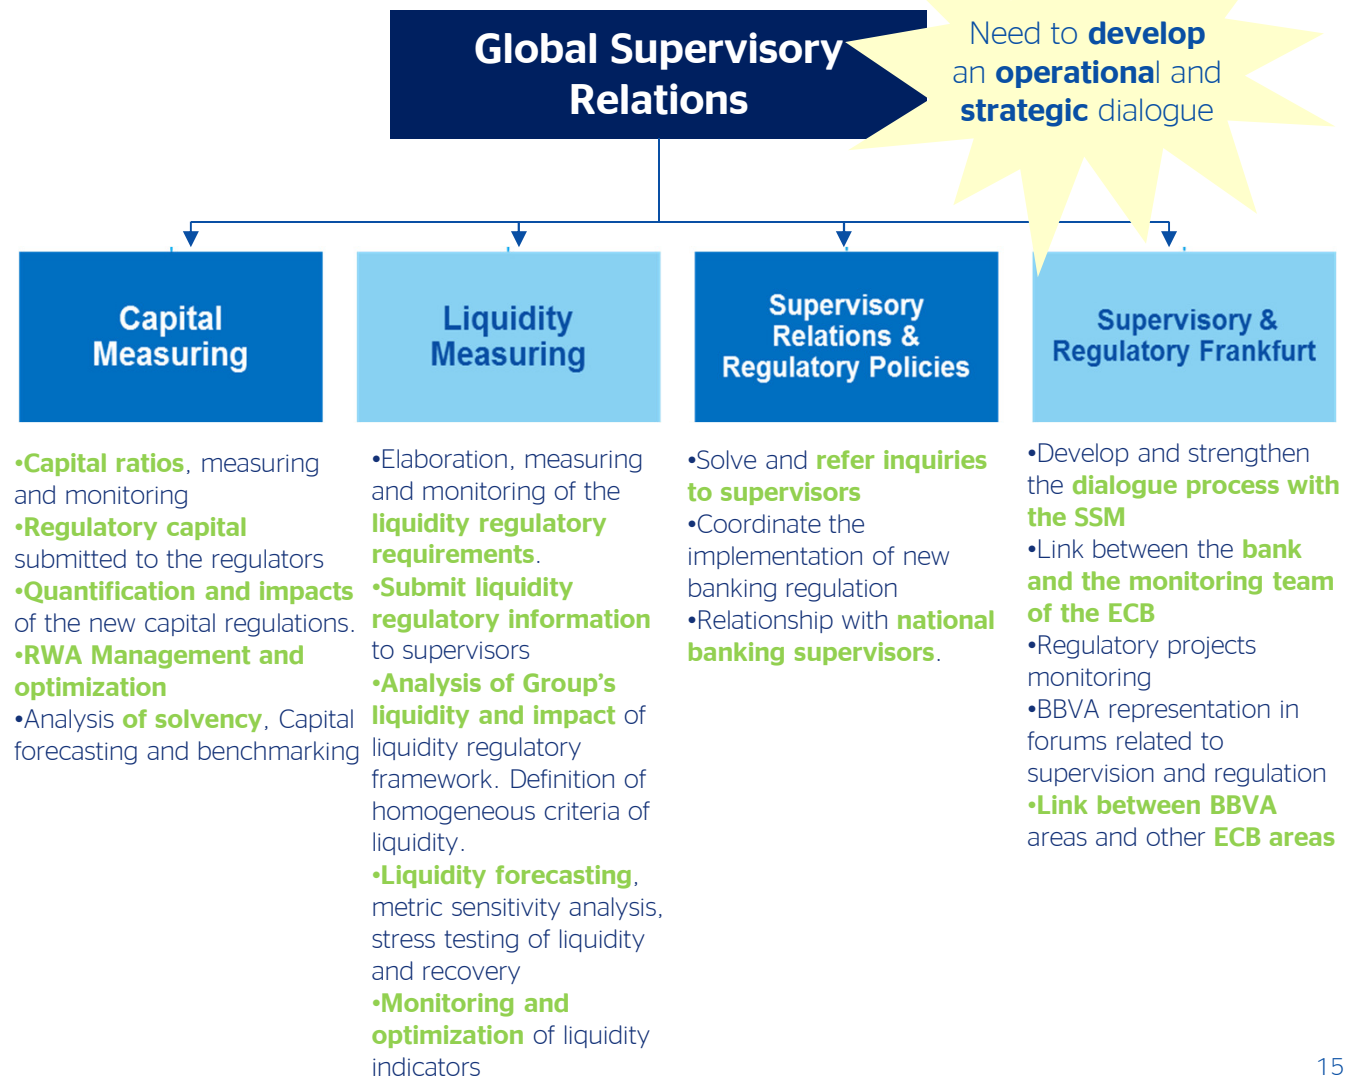 Global Supervisory
Relations
Need to develop
an operational and
strategic dialogue
Capital
Measuring
Liquidity
Measuring
Supervisory
Relations &
Regulatory Policies
Supervisory &
Regulatory Frankfurt
•Capital ratios, measuring
and monitoring
•Regulatory capital
submitted to the regulators
•Quantification and impacts
of the new capital regulations.
•RWA Management and
optimization
•Analysis of solvency, Capital
forecasting and benchmarking
•Elaboration, measuring
and monitoring of the
liquidity regulatory
requirements.
•Submit liquidity
regulatory information
to supervisors
•Analysis of Group’s
liquidity and impact of
liquidity regulatory
framework. Definition of
homogeneous criteria of
liquidity.
•Liquidity forecasting,
metric sensitivity analysis,
stress testing of liquidity
and recovery
•Monitoring and
optimization of liquidity
indicators
•Solve and refer inquiries
to supervisors
•Coordinate the
implementation of new
banking regulation
•Relationship with national
banking supervisors.
•Develop and strengthen
the dialogue process with
the SSM
•Link between the bank
and the monitoring team
of the ECB
•Regulatory projects
monitoring
•BBVA representation in
forums related to
supervision and regulation
•Link between BBVA
areas and other ECB areas
15